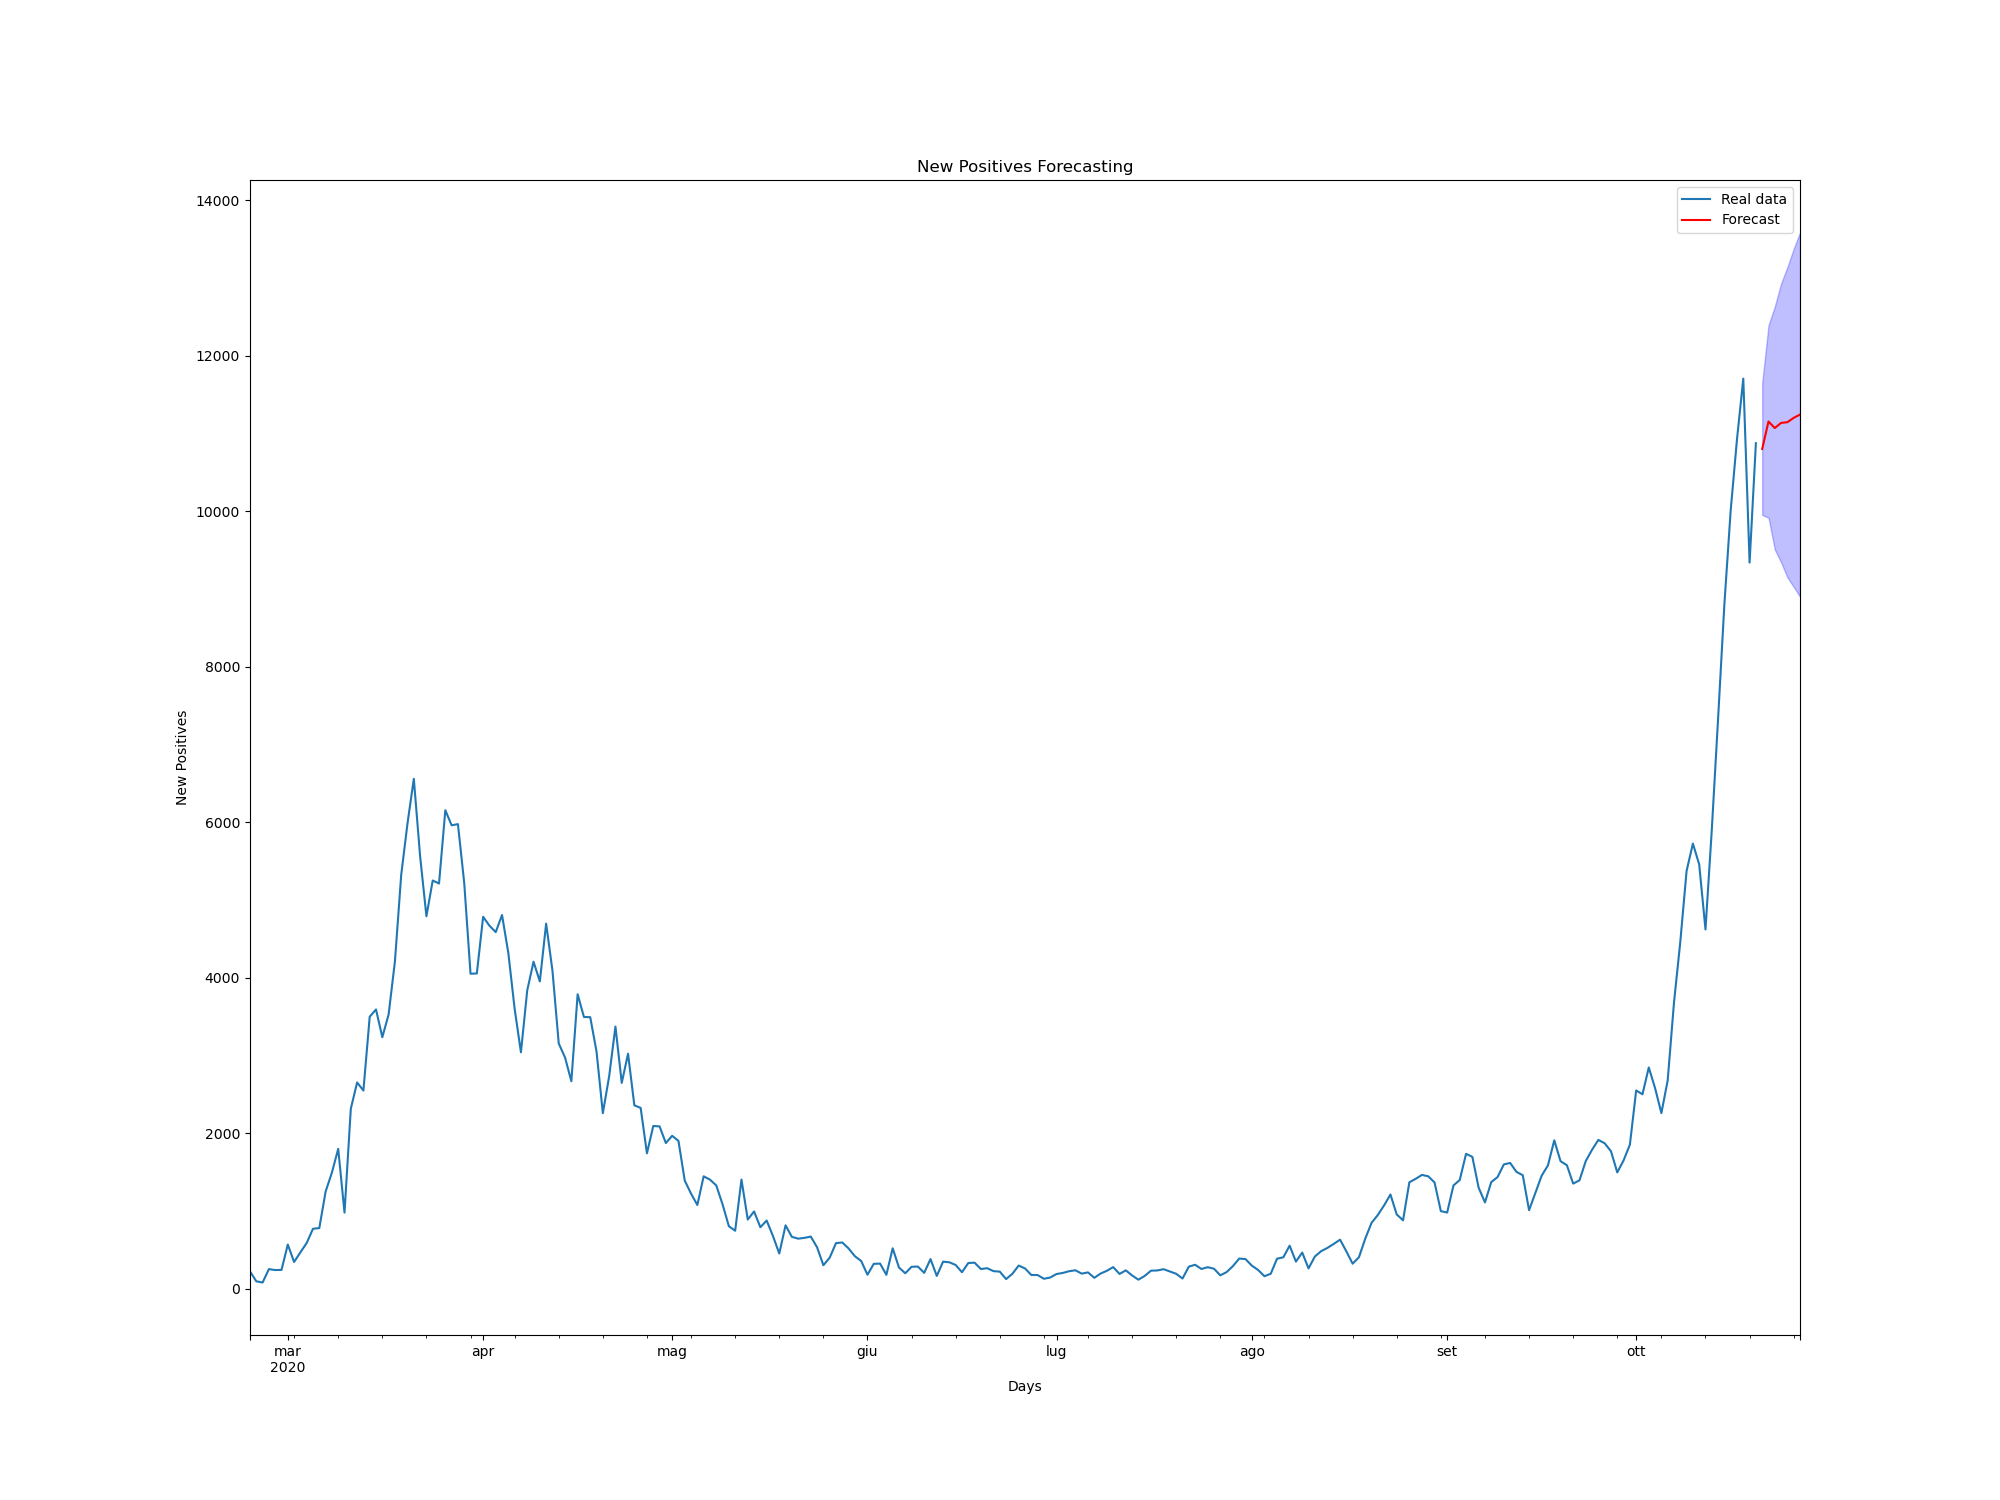 New Positives Forecasting
Real data
Forecast
14000
12000
10000
8000
6000
4000
2000
0
New Positives
mar
2020
apr
mag
giu
lug
ago
set
ott
Days